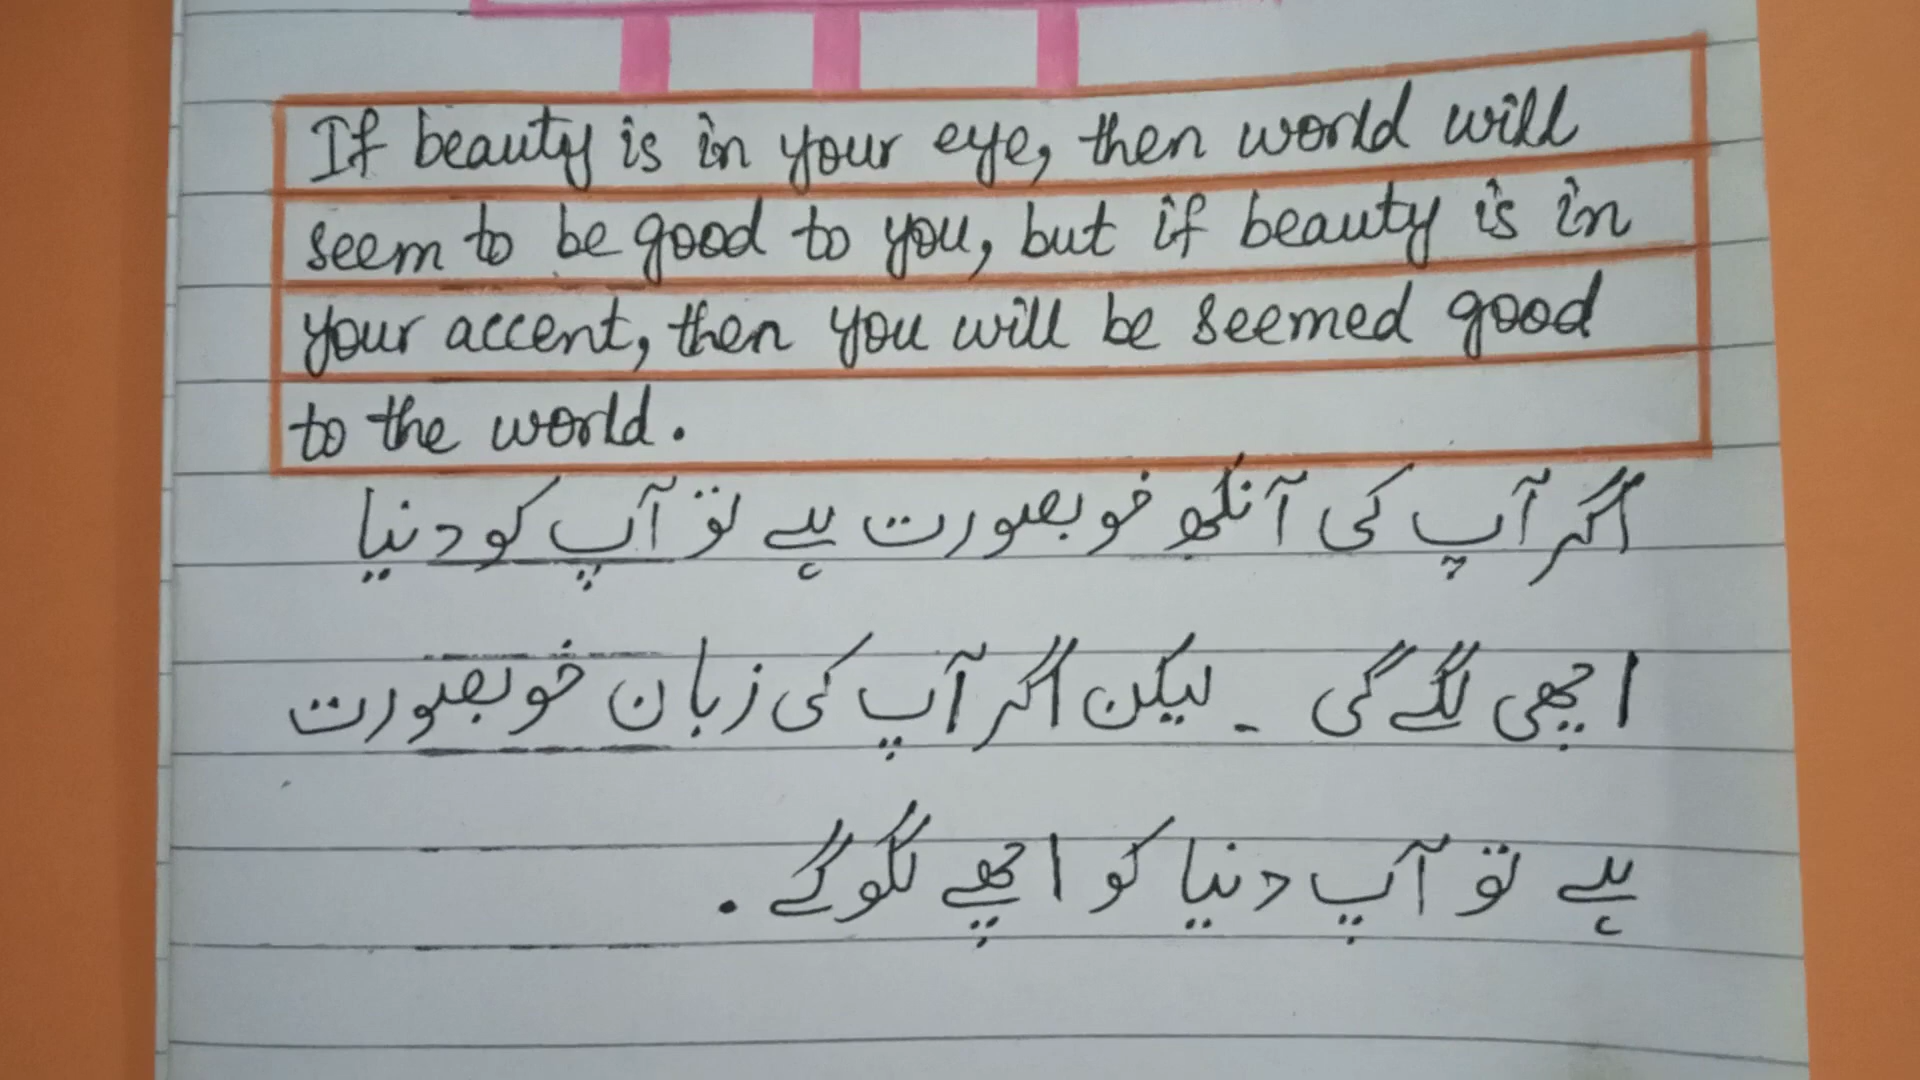 If beauty is in your eye, then world will
seem to be good to you, but if beauty is in
your accent, then you will be seemed good
to the world.
اگر آپ کی آنکھ خوبصورت ہے تو آپ کو دنیا
اچھی لگے گی ۔ لیکن اگر آپ کی زبان خوبصورت
ہے تو آپ دنیا کو اچھے لگو گے .